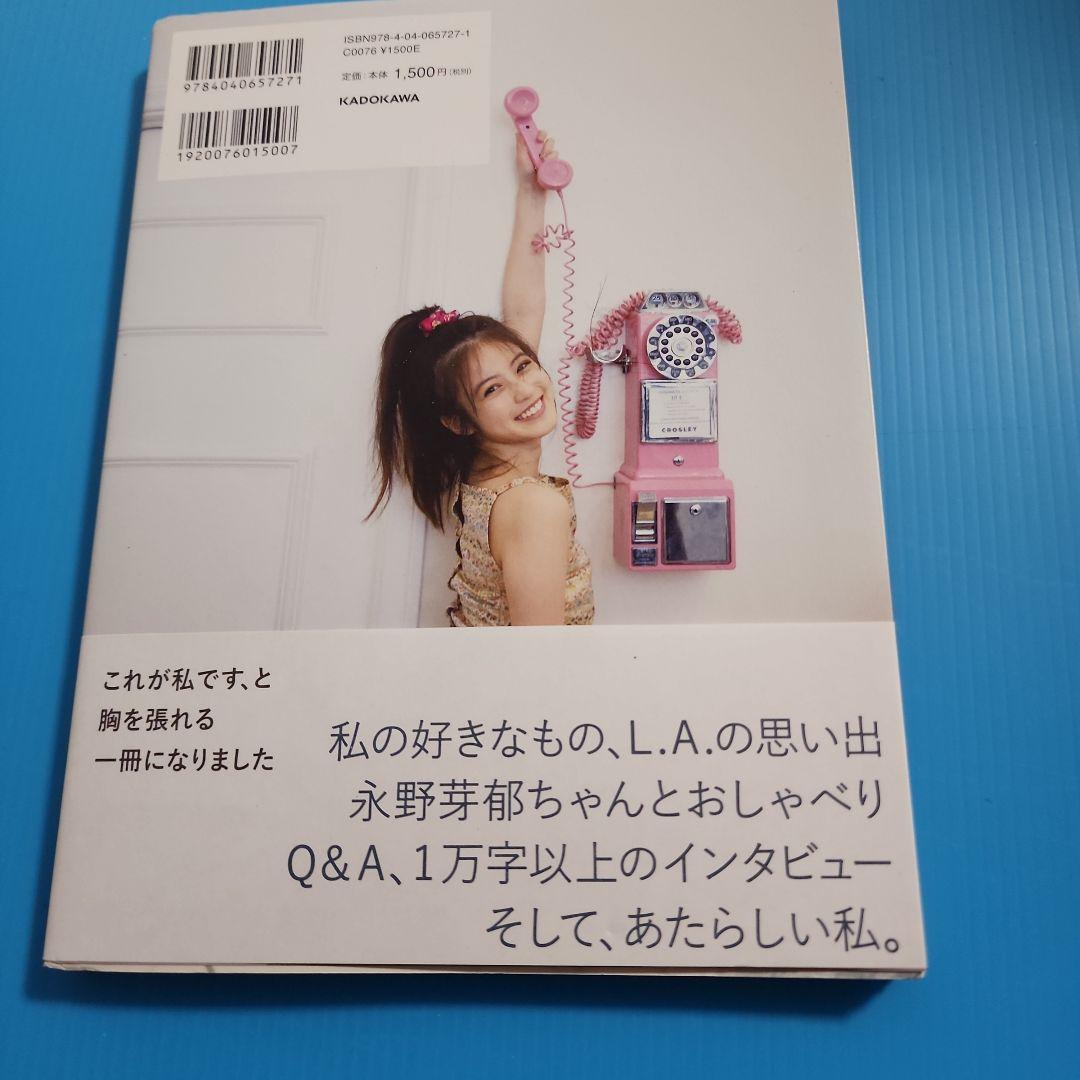 ISBN978-4-04-065727-1
C0076 ¥1500E
定価:本体 1,500円(税別)
KADOKAWA
9784040657271
1920076015007
CROSLEY
これが私です、と
胸を張れる
一冊になりました
私の好きなもの、L.A.の思い出
永野芽郁ちゃんとおしゃべり
Q&A、1万字以上のインタビュー
そして、あたらしい私。